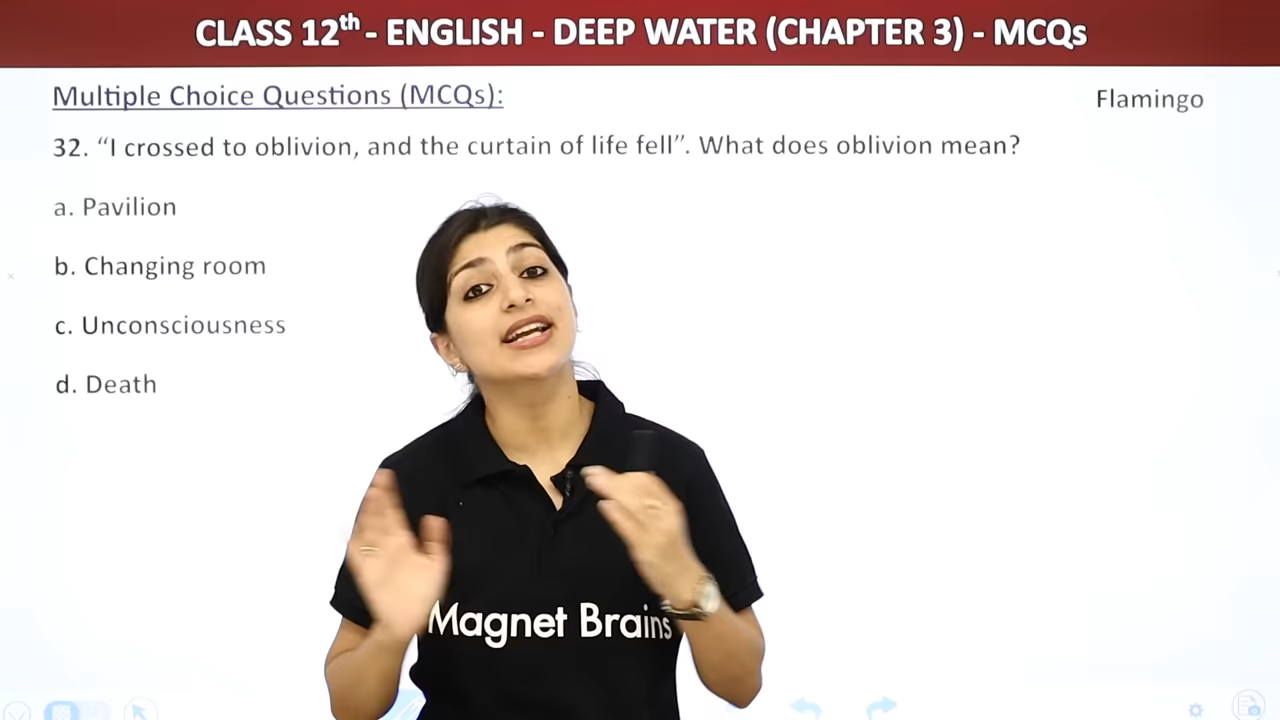 CLASS 12th - ENGLISH - DEEP WATER (CHAPTER 3) - MCQs
Multiple Choice Questions (MCQs):
Flamingo
32. “I crossed to oblivion, and the curtain of life fell”. What does oblivion mean?
a. Pavilion
b. Changing room
c. Unconsciousness
d. Death
Magnet Brains